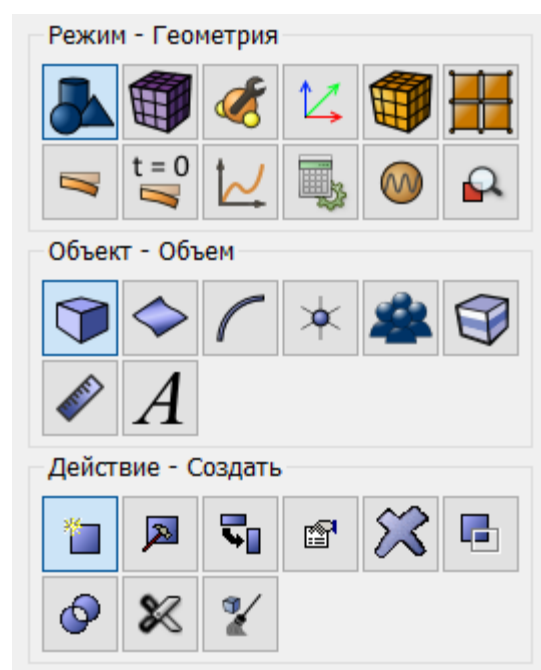 Режим - Геометрия
t = 0
Объект - Объем
A
Действие - Создать